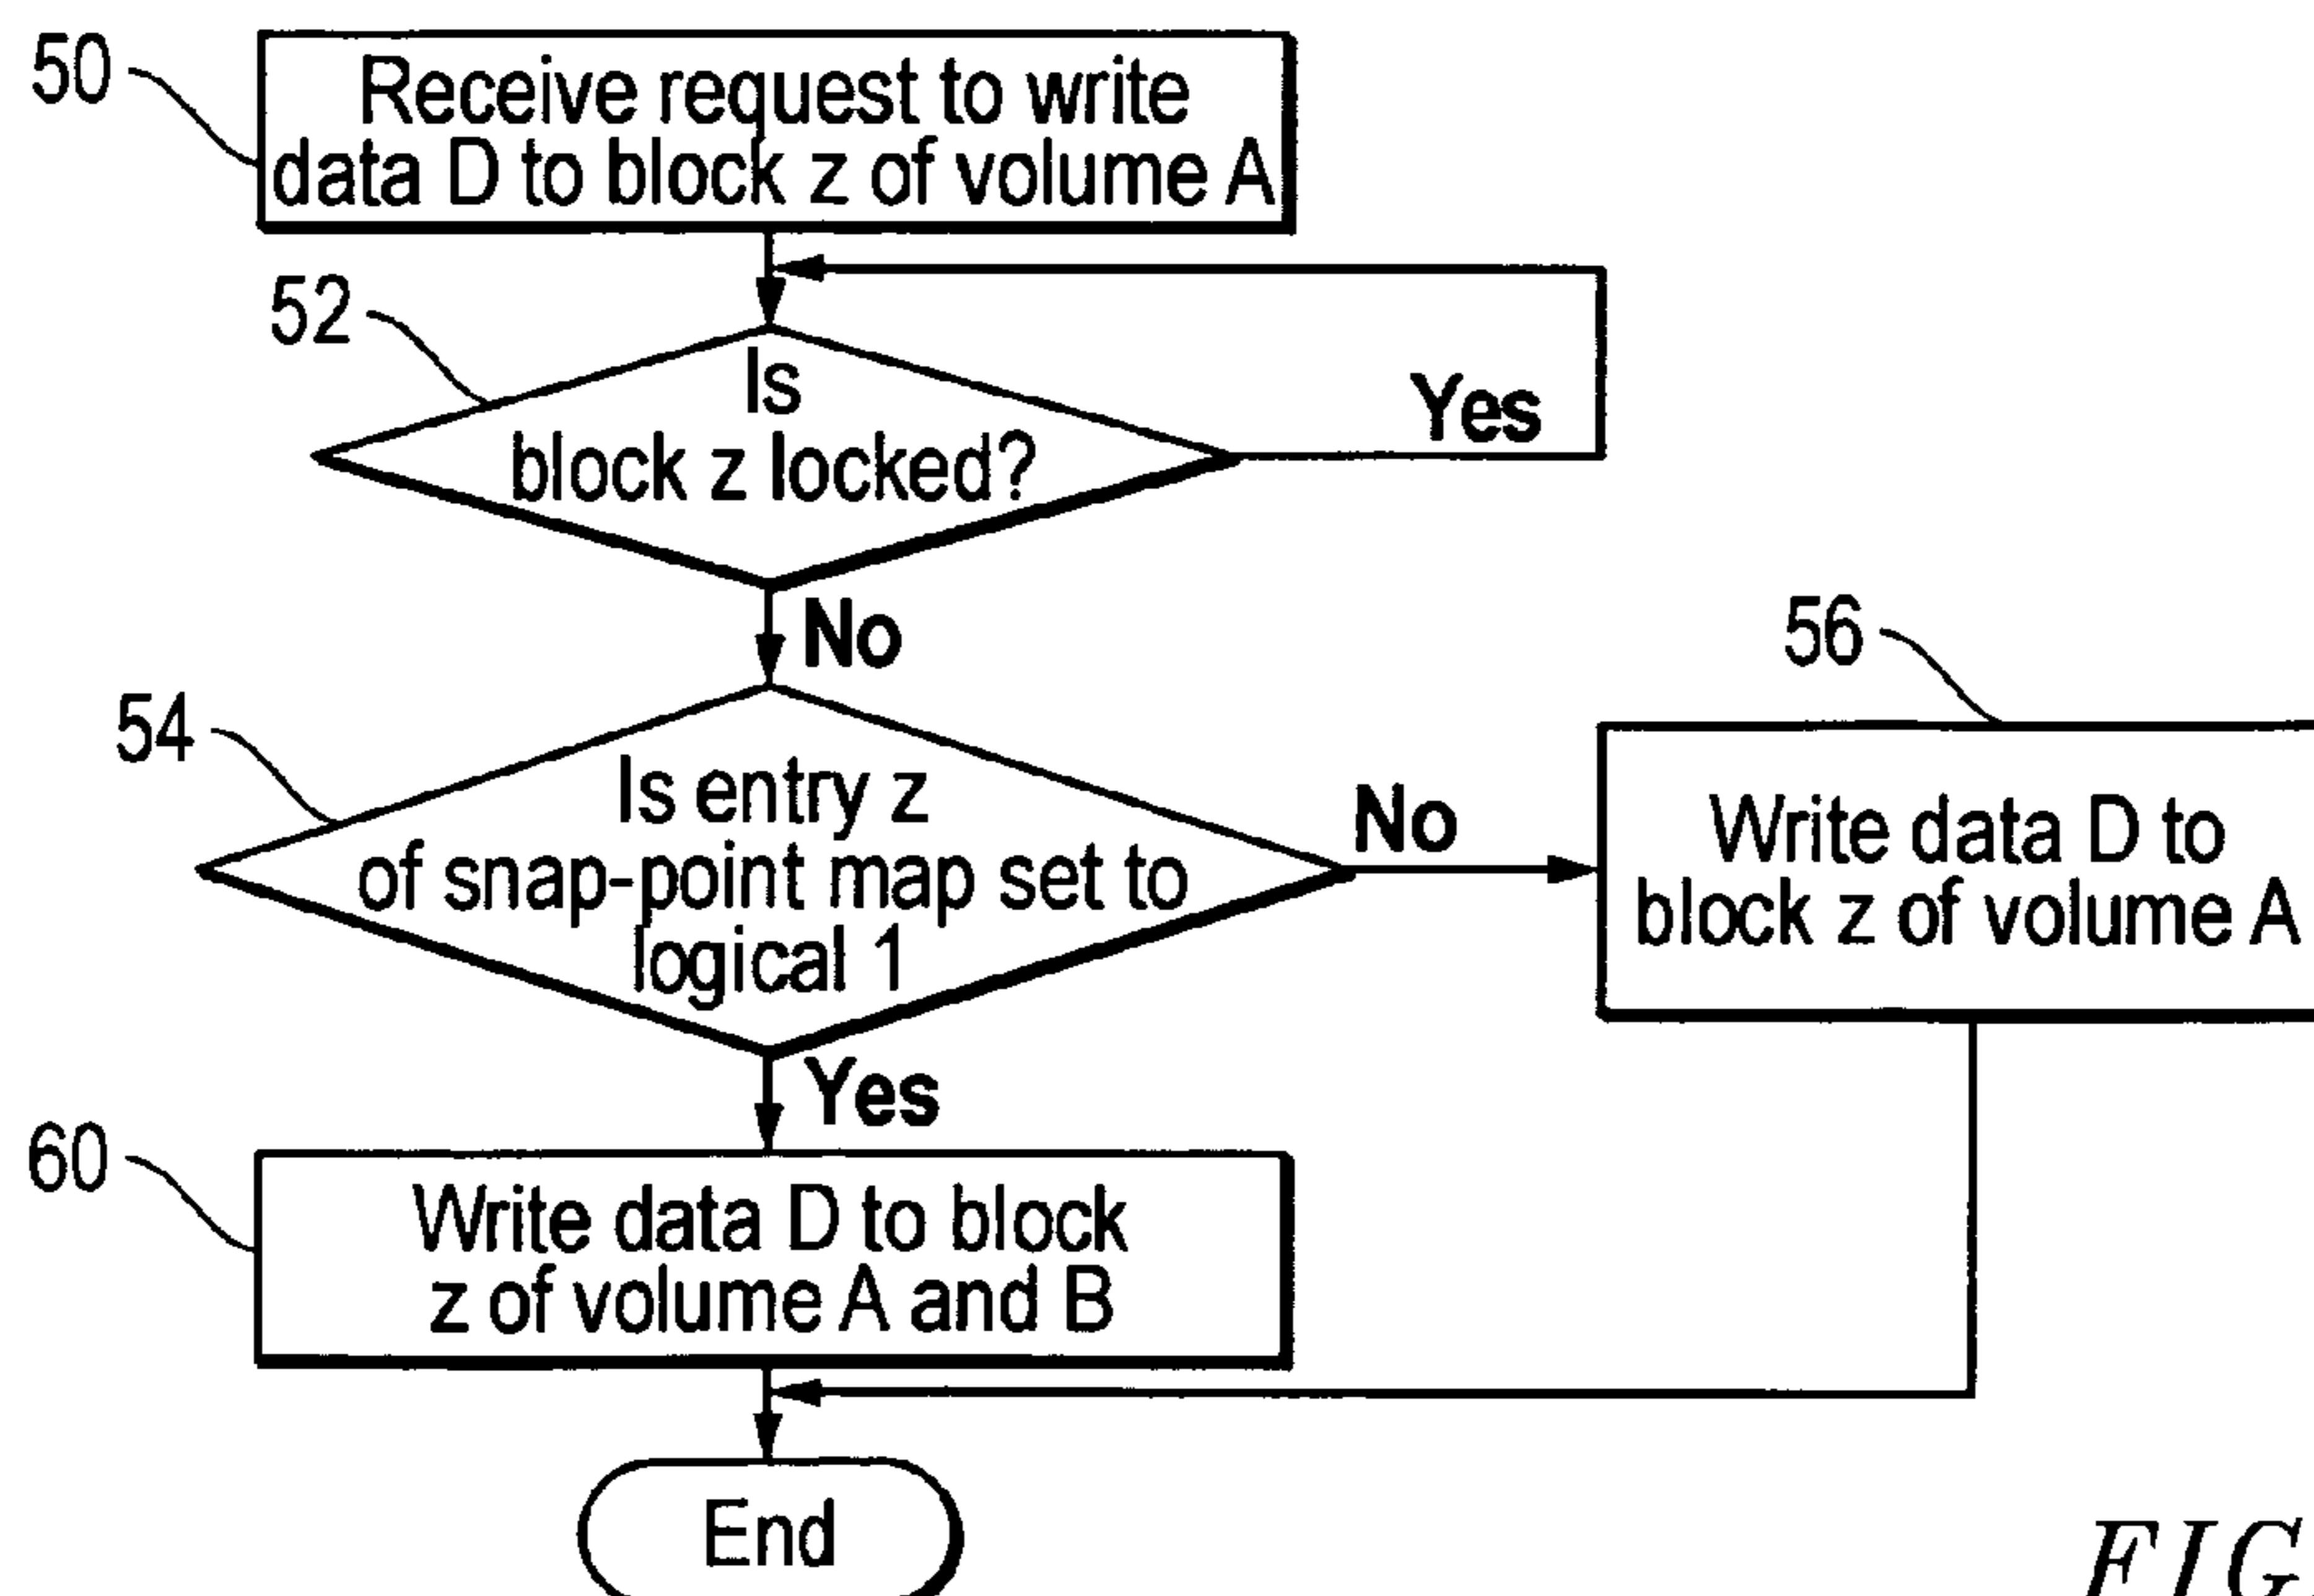 50
Receive request to write
data D to block z of volume A
52
Is
block z locked?
Yes
No
54
Is entry z
of snap-point map set to
logical 1
No
56
Write data D to
block z of volume A
Yes
60
Write data D to block
z of volume A and B
End
FIG